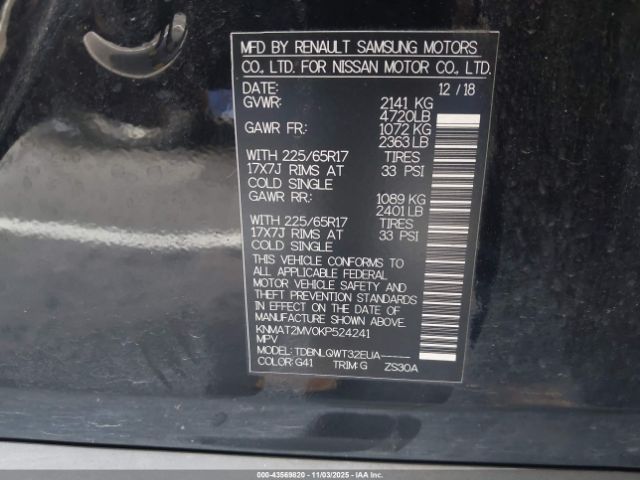 MFD BY RENAULT SAMSUNG MOTORS
CO., LTD. FOR NISSAN MOTOR CO., LTD.
DATE: 12 / 18
GVWR: 2141 KG
4720LB
GAWR FR: 1072 KG
2363 LB
WITH 225/65R17 TIRES
17X7J RIMS AT 33 PSI
COLD SINGLE
GAWR RR: 1089 KG
2401 LB
WITH 225/65R17 TIRES
17X7J RIMS AT 33 PSI
COLD SINGLE
THIS VEHICLE CONFORMS TO
ALL APPLICABLE FEDERAL
MOTOR VEHICLE SAFETY AND
THEFT PREVENTION STANDARDS
IN EFFECT ON THE DATE OF
MANUFACTURE SHOWN ABOVE.
KNMAT2MV0KP524241
MPV
MODEL: TDBNLQWT32EUA-----
COLOR: G41 TRIM: G ZS30A
000-43569820 - 11/03/2025 - IAAI.COM